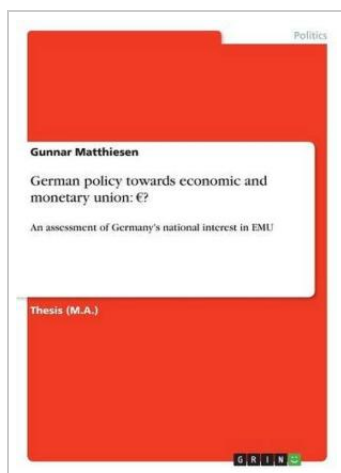 Politics
Gunnar Matthiesen
German policy towards economic and
monetary union: €?
An assessment of Germany's national interest in EMU
Thesis (M.A.)
G R I N